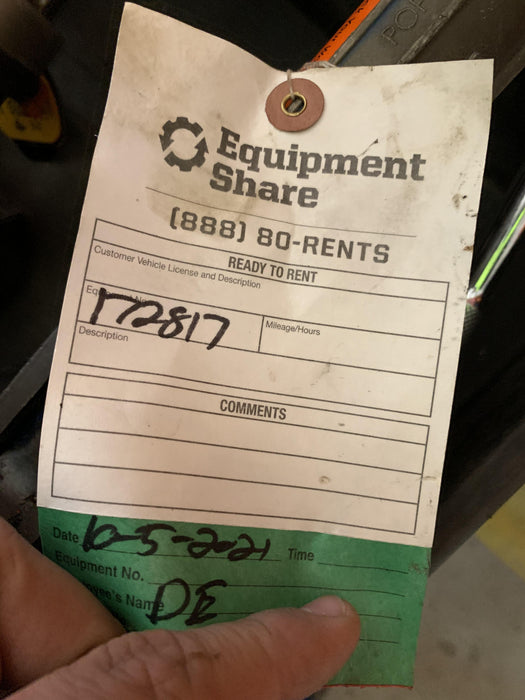 Equipment
Share
(888) 80-RENTS
READY TO RENT
Customer Vehicle License and Description
172817
Mileage/Hours
Description
COMMENTS
Date 10-5-2021 Time
Equipment No.
Name DE